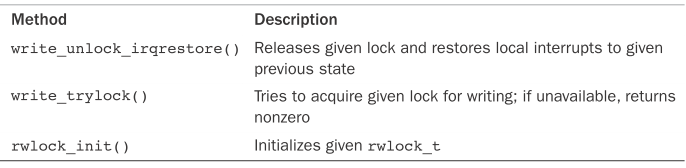 Method Description
write_unlock_irqrestore() Releases given lock and restores local interrupts to given
previous state
write_trylock() Tries to acquire given lock for writing; if unavailable, returns
nonzero
rwlock_init() Initializes given rwlock_t